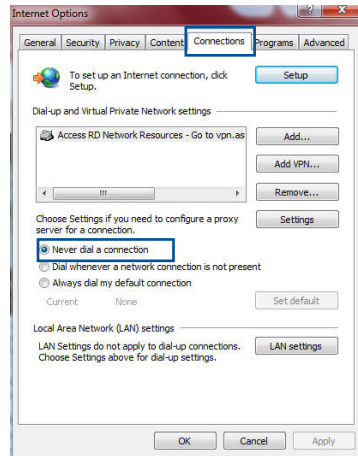 Internet Options
General Security Privacy Content Connections Programs Advanced
To set up an Internet connection, click
Setup.
Setup
Dial-up and Virtual Private Network settings
Access RD Network Resources - Go to vpn.as
Add...
Add VPN...
Remove...
Choose Settings if you need to configure a proxy
server for a connection.
Settings
Never dial a connection
Dial whenever a network connection is not present
Always dial my default connection
Current None
Set default
Local Area Network (LAN) settings
LAN Settings do not apply to dial-up connections.
Choose Settings above for dial-up settings.
LAN settings
OK Cancel Apply